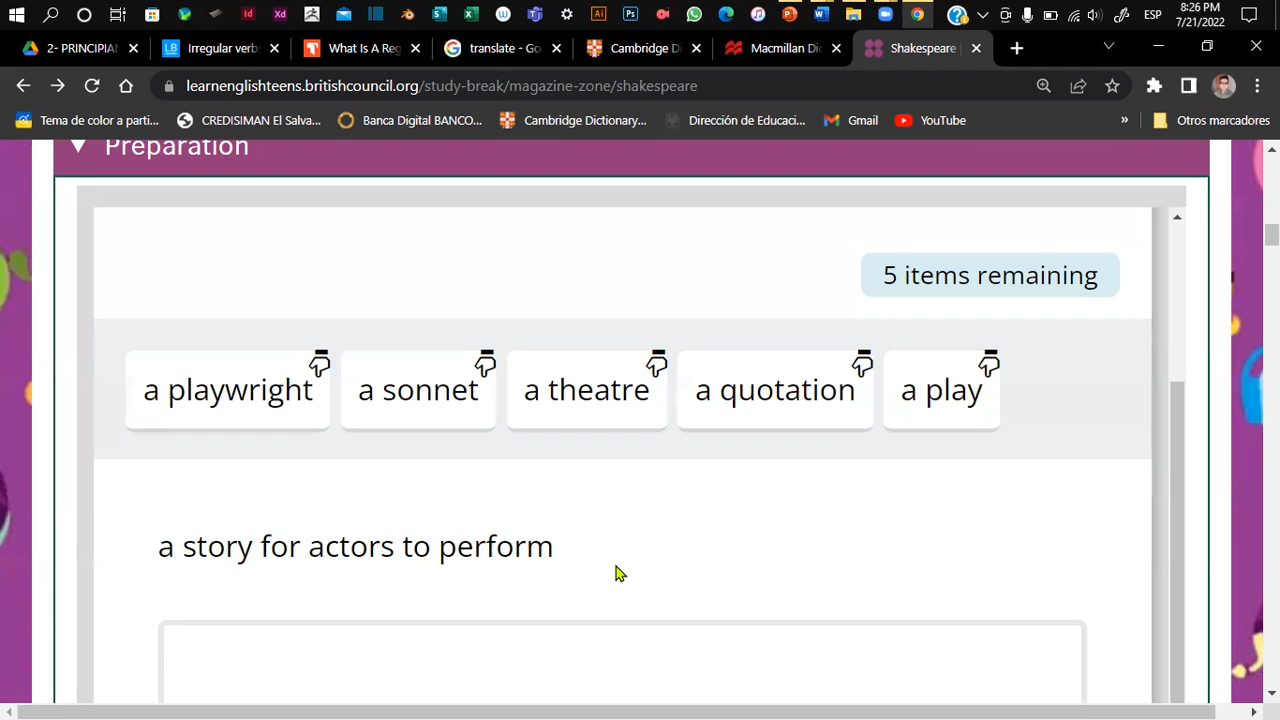 8:26 PM
ESP
7/21/2022
2- PRINCIPIAN
Irregular verb
What Is A Reg
translate - Go
Cambridge Di
Macmillan Dic
Shakespeare
learnenglishteens.britishcouncil.org/study-break/magazine-zone/shakespeare
Tema de color a parti...
CREDISIMAN El Salva...
Banca Digital BANCO...
Cambridge Dictionary...
Dirección de Educaci...
Gmail
YouTube
Otros marcadores
Preparation
5 items remaining
a playwright
a sonnet
a theatre
a quotation
a play
a story for actors to perform